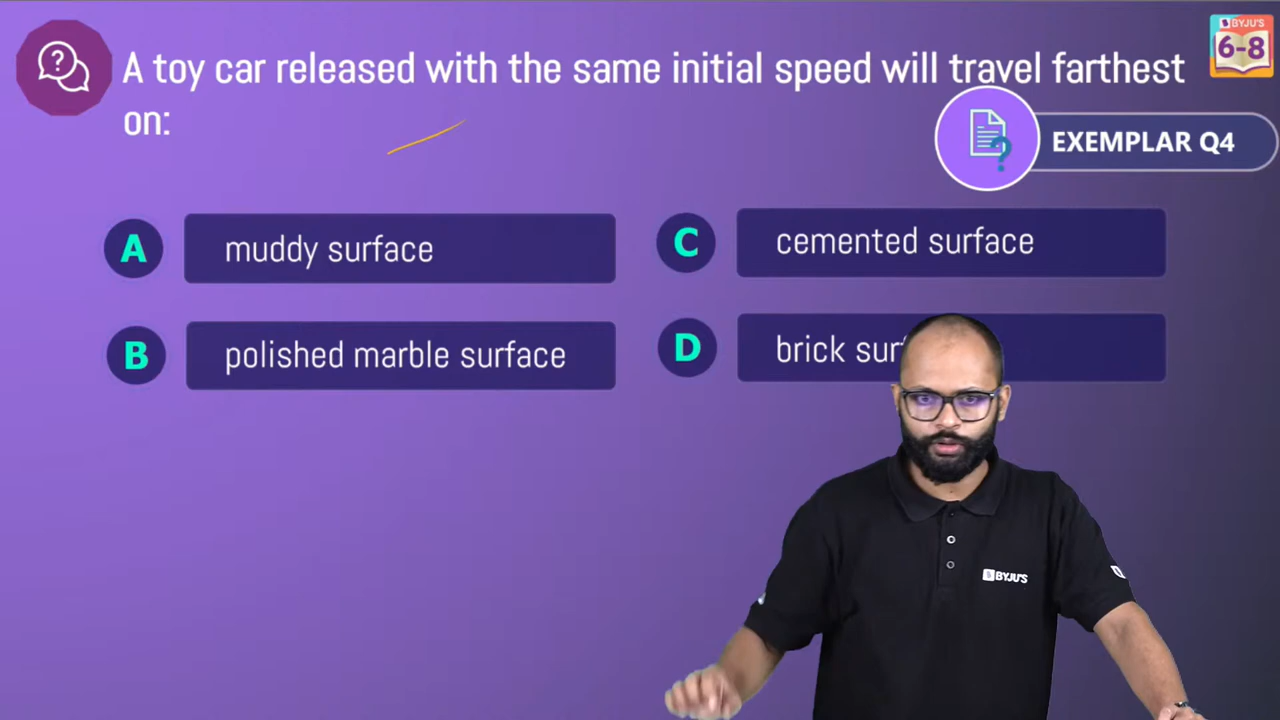 A toy car released with the same initial speed will travel farthest
on:
BYJU'S
6-8
EXEMPLAR Q4
A muddy surface
B polished marble surface
C cemented surface
D brick
BYJU'S